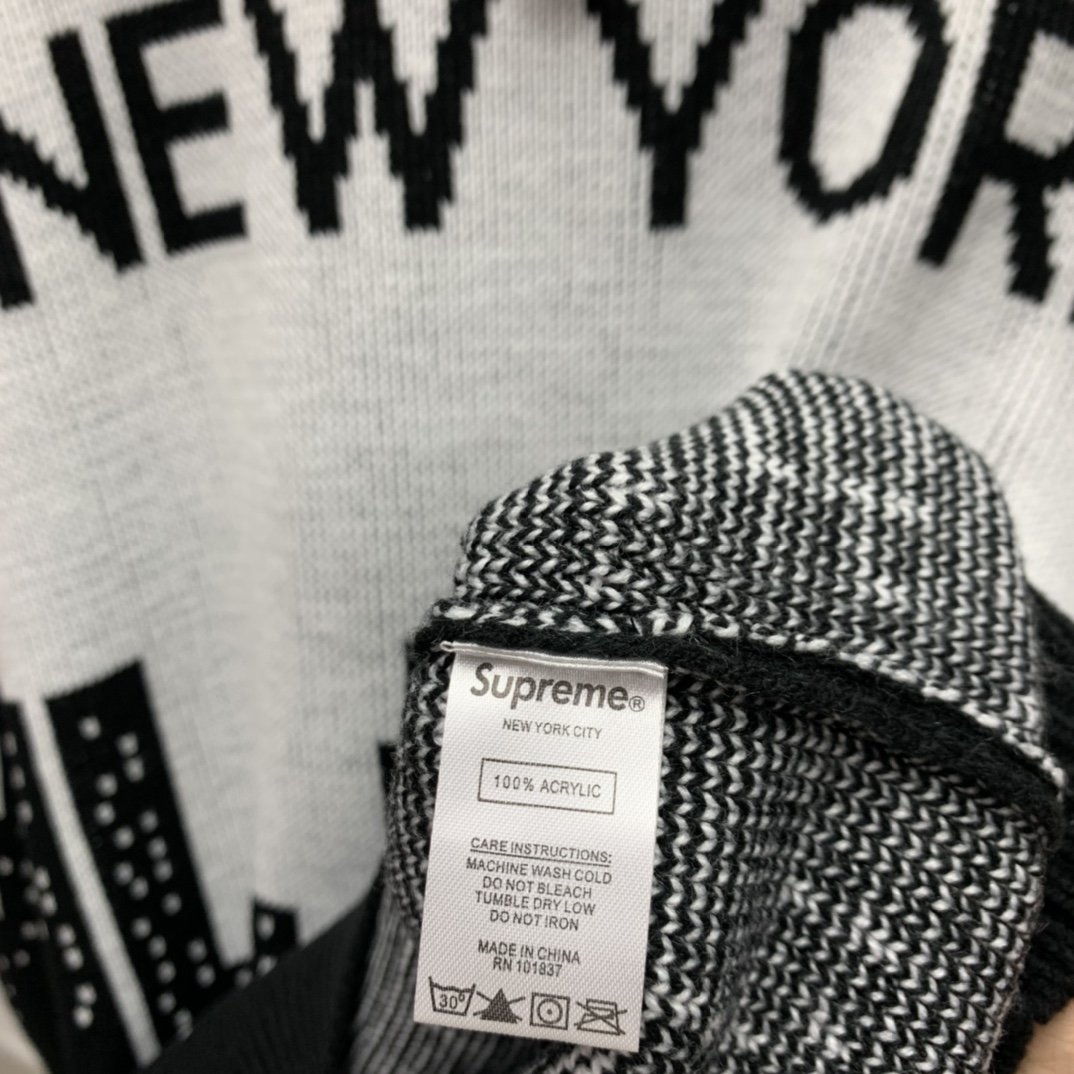 NEW YOR
Supreme®
NEW YORK CITY
100% ACRYLIC
CARE INSTRUCTIONS:
MACHINE WASH COLD
DO NOT BLEACH
TUMBLE DRY LOW
DO NOT IRON
MADE IN CHINA
RN 101837
30°